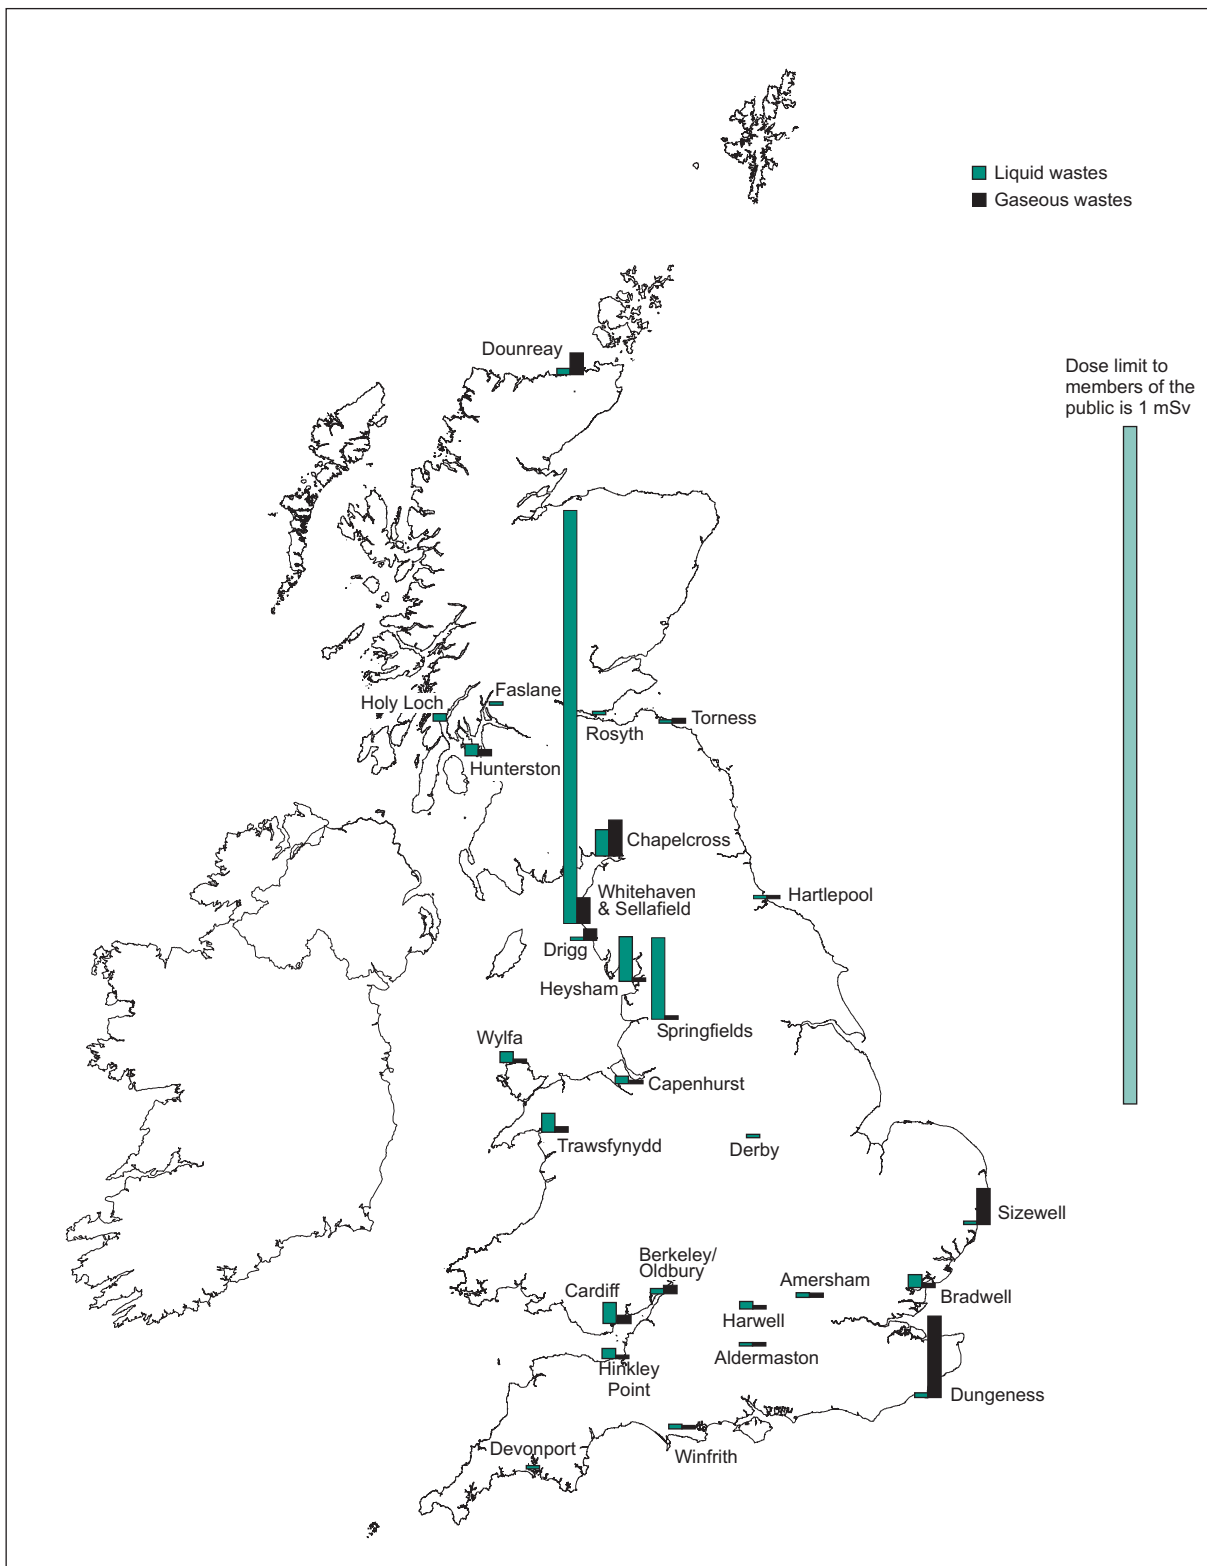 Liquid wastes
Gaseous wastes
Dounreay
Dose limit to
members of the
public is 1 mSv
Faslane
Holy Loch
Rosyth
Torness
Hunterston
Chapelcross
Whitehaven
& Sellafield
Hartlepool
Drigg
Heysham
Springfields
Wylfa
Capenhurst
Trawsfynydd
Derby
Sizewell
Berkeley/
Oldbury
Amersham
Cardiff
Bradwell
Harwell
Aldermaston
Hinkley
Point
Dungeness
Devonport
Winfrith